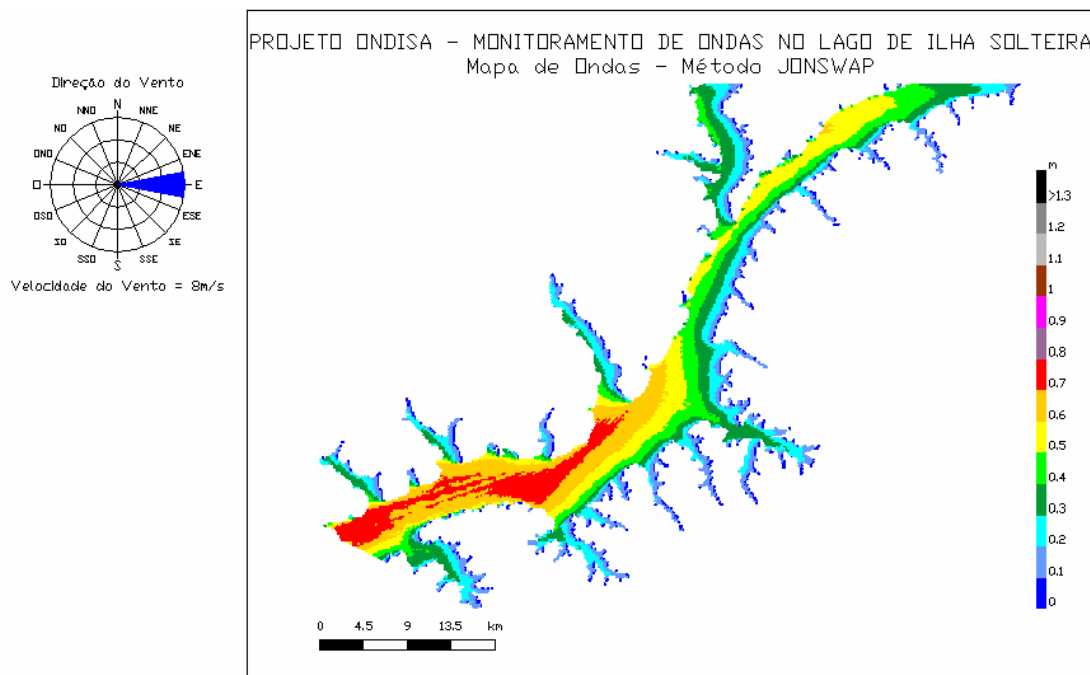 PROJETO ONDISA - MONITORAMENTO DE ONDAS NO LAGO DE ILHA SOLTEIRA
Mapa de Ondas - Método JONSWAP
Direção do Vento
N
NNO
NNE
NO
NE
ONO
ENE
O
E
OSO
ESE
SO
SE
SSO
SSE
S
Velocidade do Vento = 8m/s
m
>1.3
1.2
1.1
1
0.9
0.8
0.7
0.6
0.5
0.4
0.3
0.2
0.1
0
0 4.5 9 13.5 km